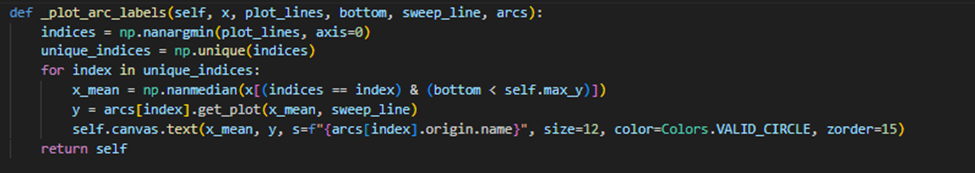 def _plot_arc_labels(self, x, plot_lines, bottom, sweep_line, arcs):
    indices = np.nanargmin(plot_lines, axis=0)
    unique_indices = np.unique(indices)
    for index in unique_indices:
        x_mean = np.nanmedian(x[(indices == index) & (bottom < self.max_y)])
        y = arcs[index].get_plot(x_mean, sweep_line)
        self.canvas.text(x_mean, y, s=f"{arcs[index].origin.name}", size=12, color=Colors.VALID_CIRCLE, zorder=15)
    return self